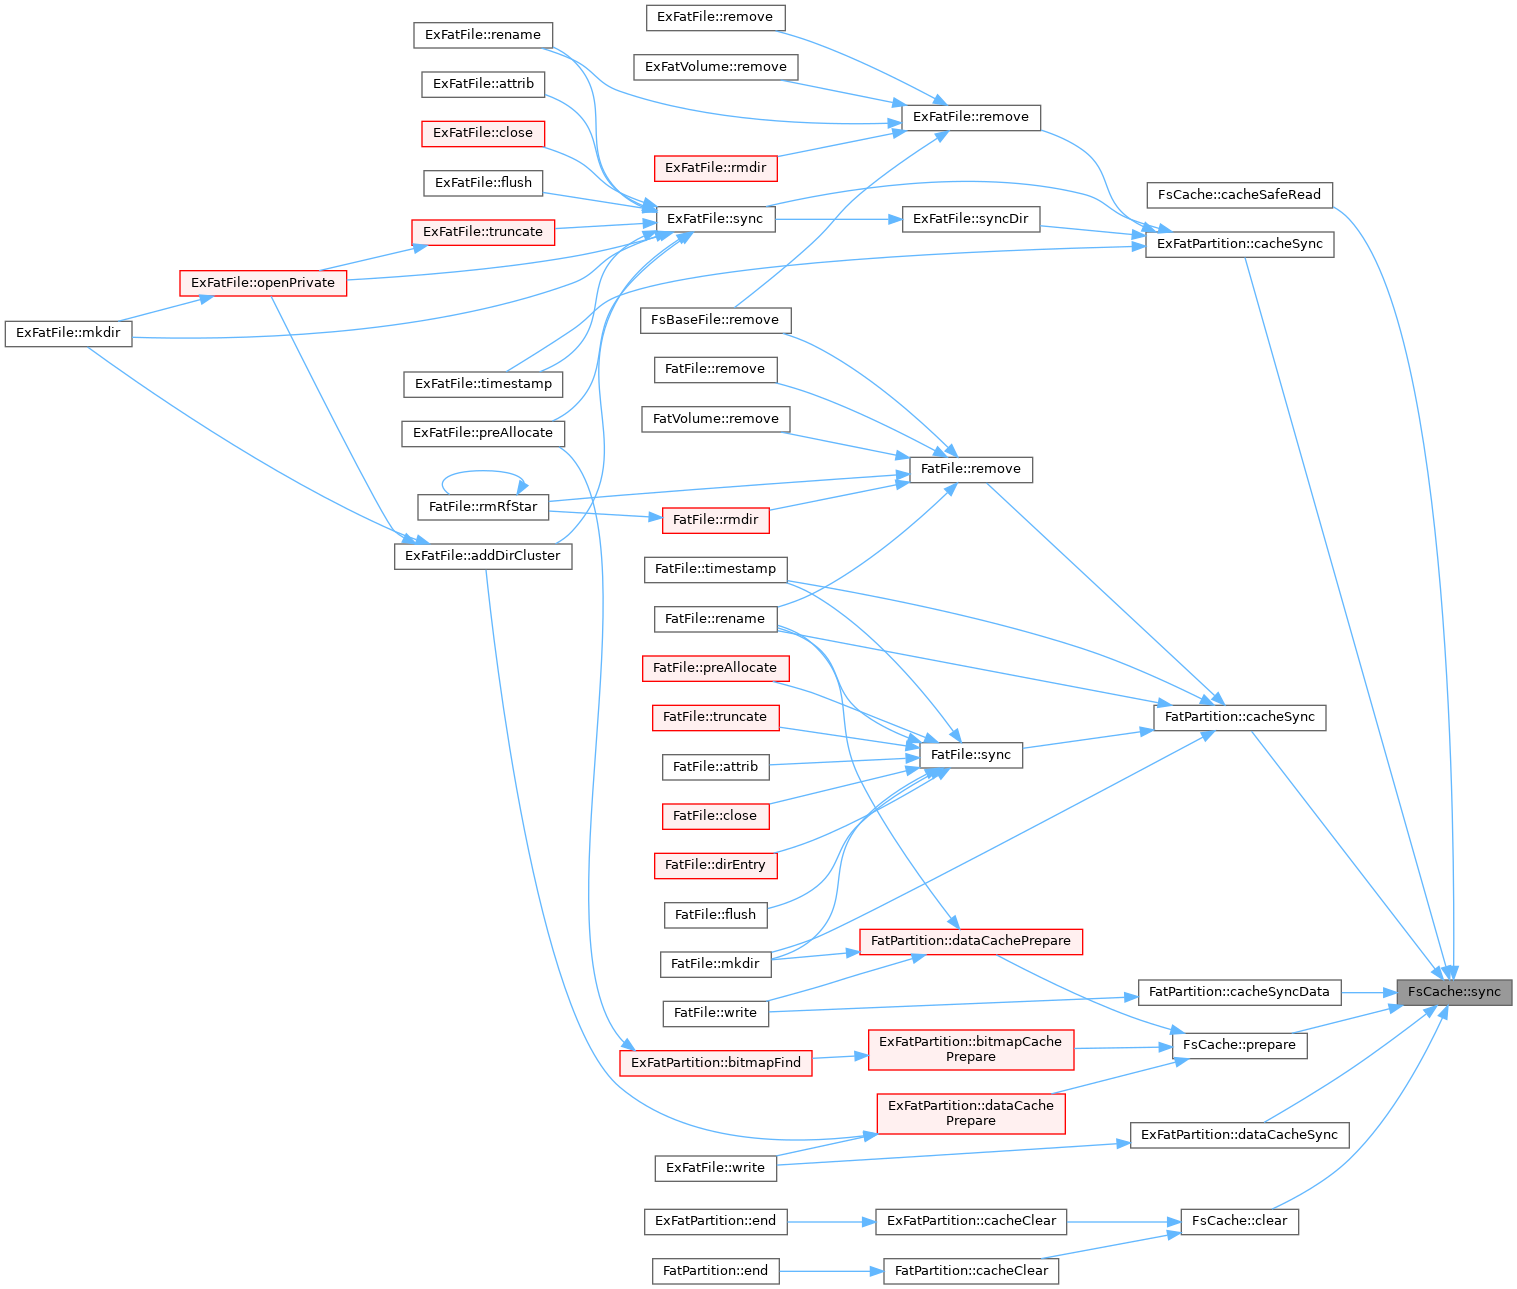 ExFatFile::remove
ExFatFile::rename
ExFatVolume::remove
ExFatFile::attrib
ExFatFile::remove
ExFatFile::close
ExFatFile::rmdir
ExFatFile::flush
FsCache::cacheSafeRead
ExFatFile::sync
ExFatFile::syncDir
ExFatFile::truncate
ExFatPartition::cacheSync
ExFatFile::openPrivate
FsBaseFile::remove
ExFatFile::mkdir
FatFile::remove
ExFatFile::timestamp
FatVolume::remove
ExFatFile::preAllocate
FatFile::remove
FatFile::rmRfStar
FatFile::rmdir
ExFatFile::addDirCluster
FatFile::timestamp
FatFile::rename
FatFile::preAllocate
FatFile::truncate
FatPartition::cacheSync
FatFile::sync
FatFile::attrib
FatFile::close
FatFile::dirEntry
FatFile::flush
FatPartition::dataCachePrepare
FatFile::mkdir
FatPartition::cacheSyncData
FsCache::sync
FatFile::write
ExFatPartition::bitmapCache
Prepare
FsCache::prepare
ExFatPartition::bitmapFind
ExFatPartition::dataCache
Prepare
ExFatPartition::dataCacheSync
ExFatFile::write
ExFatPartition::end
ExFatPartition::cacheClear
FsCache::clear
FatPartition::end
FatPartition::cacheClear